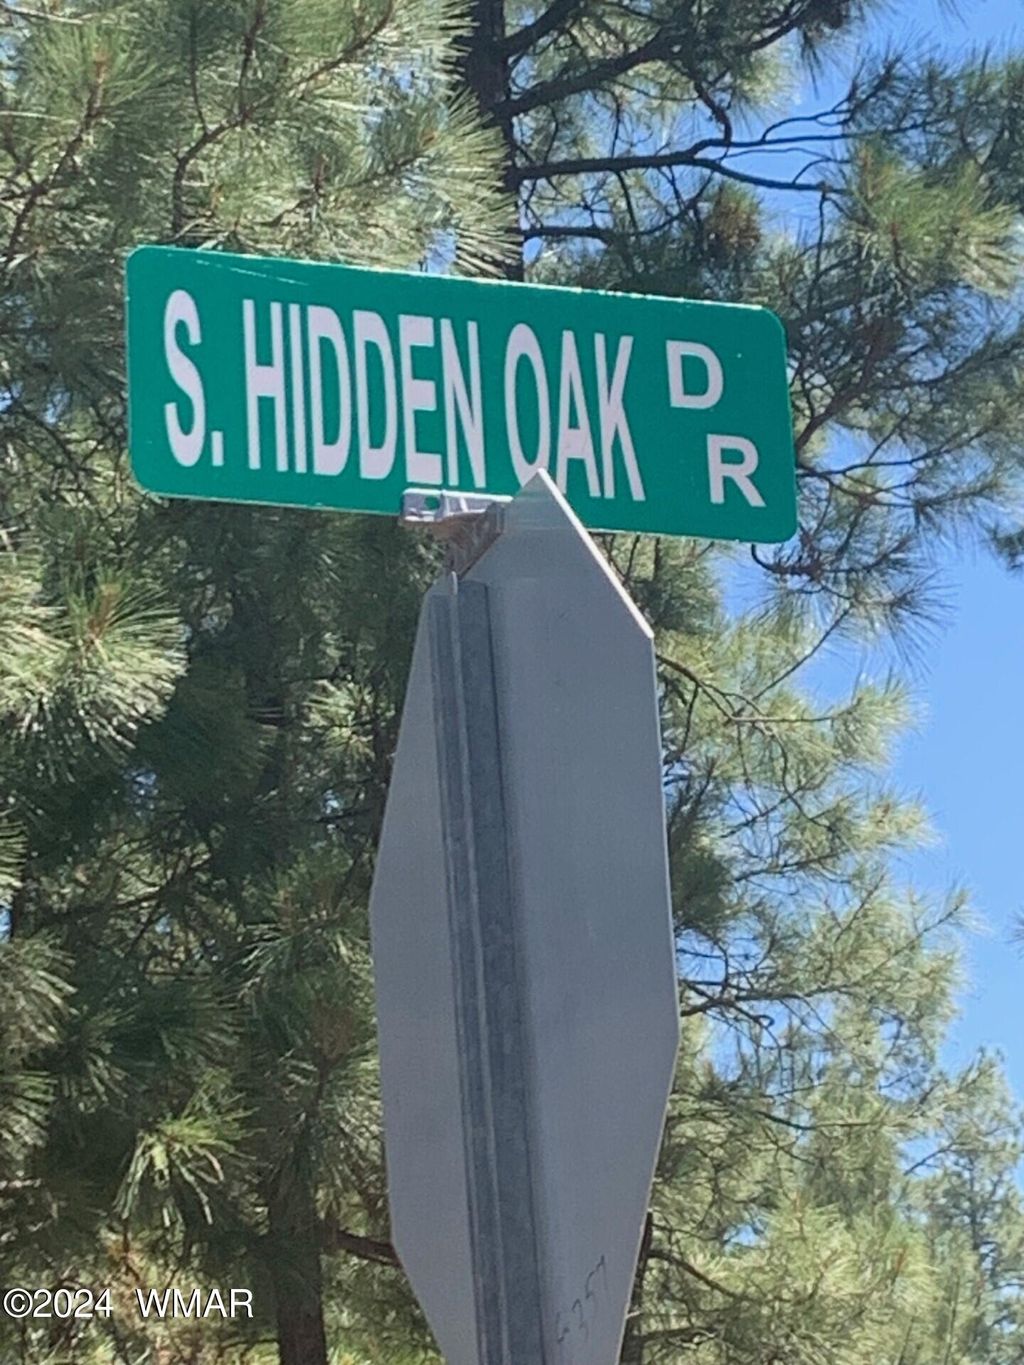 S. HIDDEN OAK DR
©2024 WMAR